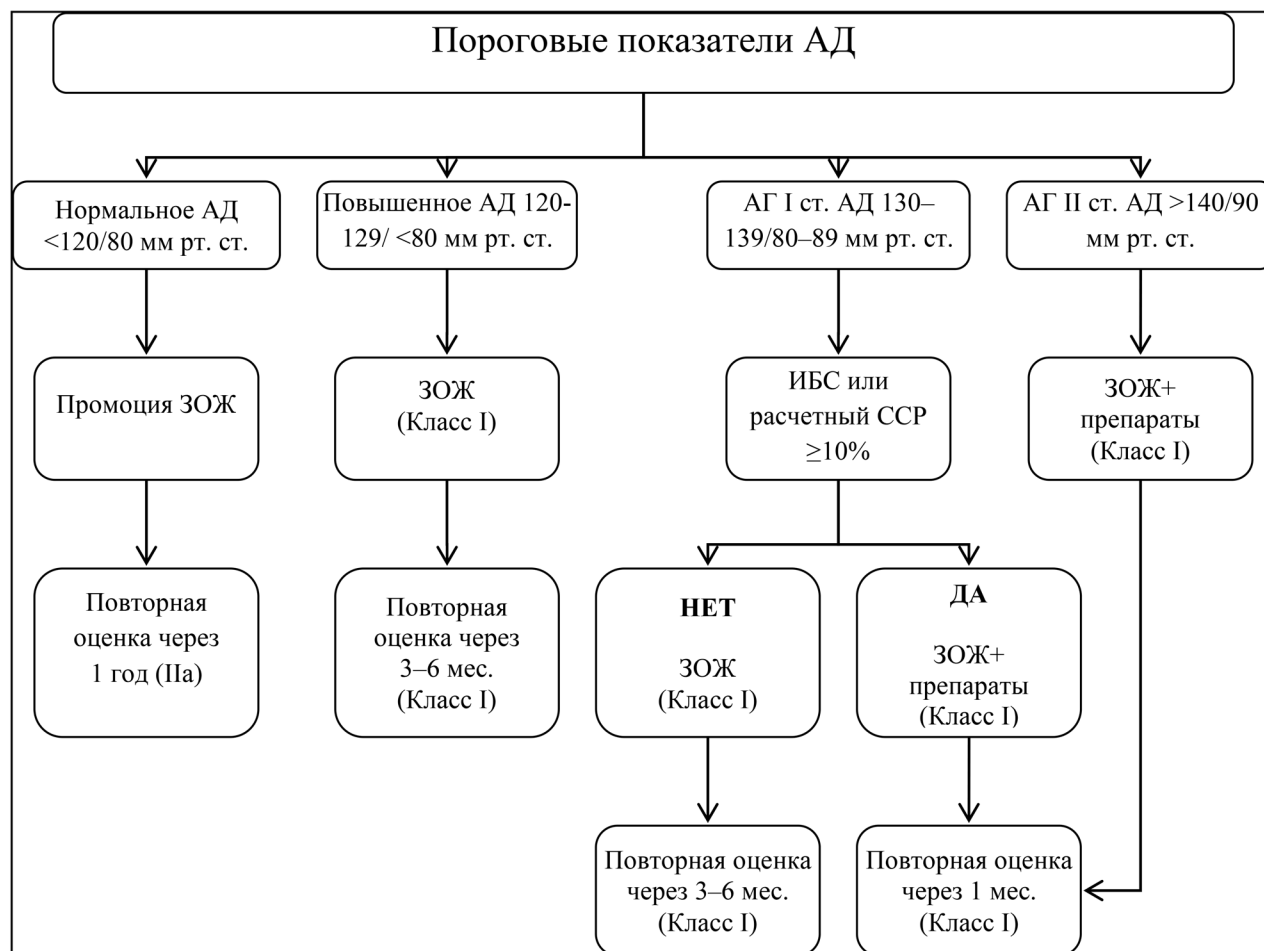 Пороговые показатели АД
Нормальное АД
<120/80 мм рт. ст.
Повышенное АД 120-
129/ <80 мм рт. ст.
АГ I ст. АД 130–
139/80–89 мм рт. ст.
АГ II ст. АД >140/90
мм рт. ст.
Промоция ЗОЖ
ЗОЖ
(Класс I)
ИБС или
расчетный ССР
≥10%
ЗОЖ+
препараты
(Класс I)
Повторная
оценка через
1 год (IIa)
Повторная
оценка через
3–6 мес.
(Класс I)
НЕТ
ЗОЖ
(Класс I)
ДА
ЗОЖ+
препараты
(Класс I)
Повторная оценка
через 3–6 мес.
(Класс I)
Повторная оценка
через 1 мес.
(Класс I)